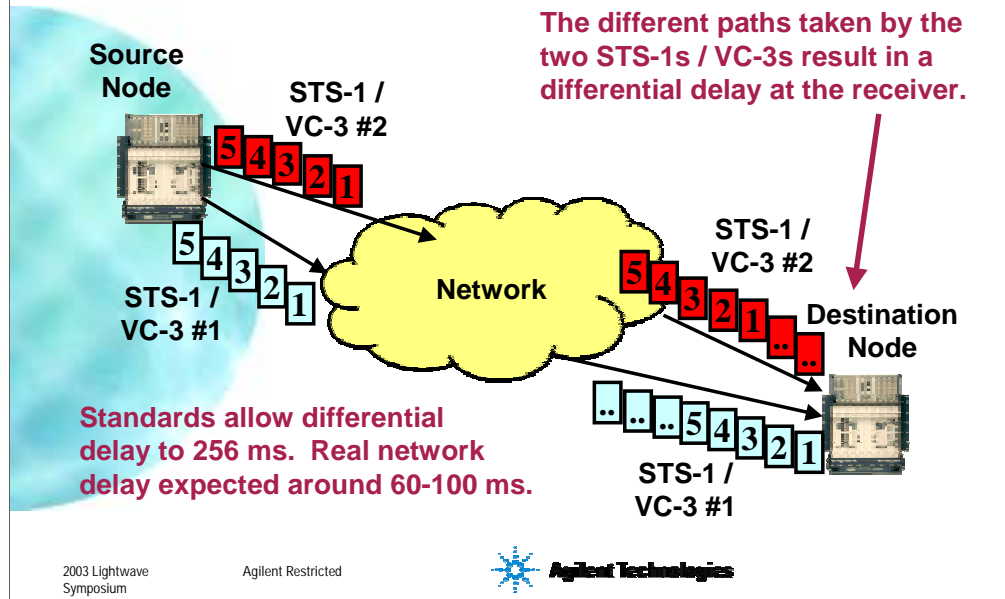 The different paths taken by the
two STS-1s / VC-3s result in a
differential delay at the receiver.
Source
Node
STS-1 /
VC-3 #2
5 4 3 2 1
5 4 3 2 1
STS-1 /
VC-3 #1
Network
STS-1 /
VC-3 #2
5 4 3 2 1 .. ..
Destination
Node
.. .. .. 5 4 3 2 1
STS-1 /
VC-3 #1
Standards allow differential
delay to 256 ms.  Real network
delay expected around 60-100 ms.
2003 Lightwave
Symposium
Agilent Restricted
Agilent Technologies